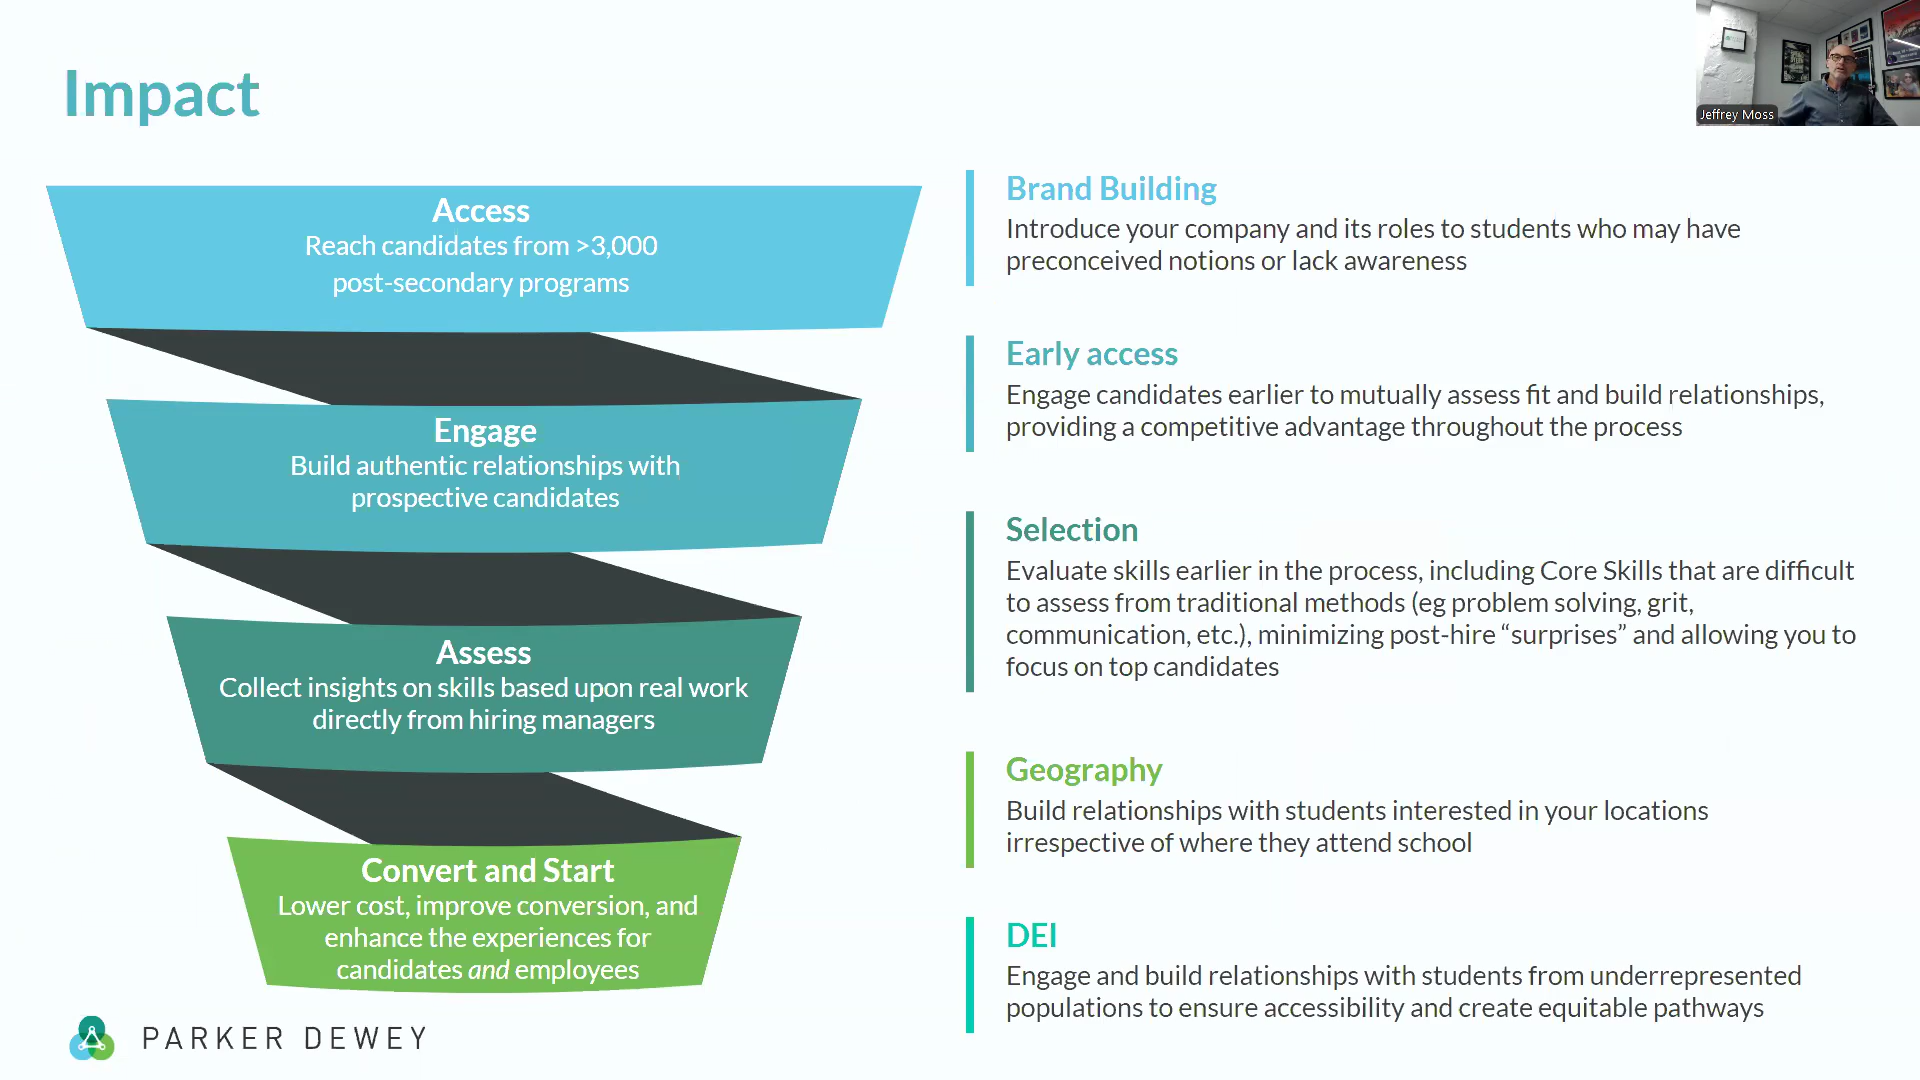 Impact
Jeffrey Moss
Access
Reach candidates from >3,000
post-secondary programs
Engage
Build authentic relationships with
prospective candidates
Assess
Collect insights on skills based upon real work
directly from hiring managers
Convert and Start
Lower cost, improve conversion, and
enhance the experiences for
candidates and employees
Brand Building
Introduce your company and its roles to students who may have
preconceived notions or lack awareness
Early access
Engage candidates earlier to mutually assess fit and build relationships,
providing a competitive advantage throughout the process
Selection
Evaluate skills earlier in the process, including Core Skills that are difficult
to assess from traditional methods (eg problem solving, grit,
communication, etc.), minimizing post-hire “surprises” and allowing you to
focus on top candidates
Geography
Build relationships with students interested in your locations
irrespective of where they attend school
DEI
Engage and build relationships with students from underrepresented
populations to ensure accessibility and create equitable pathways
PARKER DEWEY